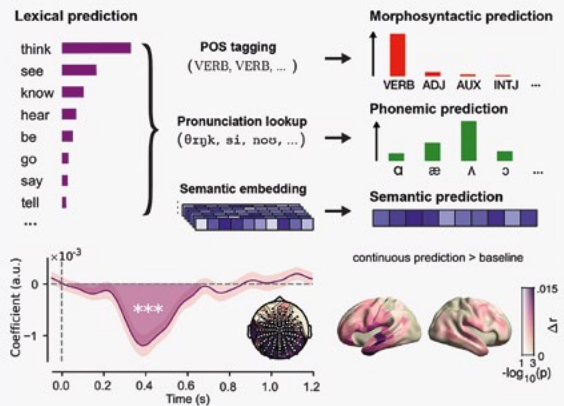 Lexical prediction
think
see
know
hear
be
go
say
tell
...
POS tagging
(VERB, VERB, ... )
Pronunciation lookup
(θɪŋk, si, noʊ, ...)
Semantic embedding
Morphosyntactic prediction
VERB ADJ AUX INTJ ...
Phonemic prediction
ɑ æ ʌ ɔ ...
Semantic prediction
×10⁻³
0
−1
Coefficient (a.u.)
***
0.0 0.2 0.4 0.6 0.8 1.0 1.2
Time (s)
continuous prediction > baseline
.015
0
Δr
1 3
-log₁₀(p)